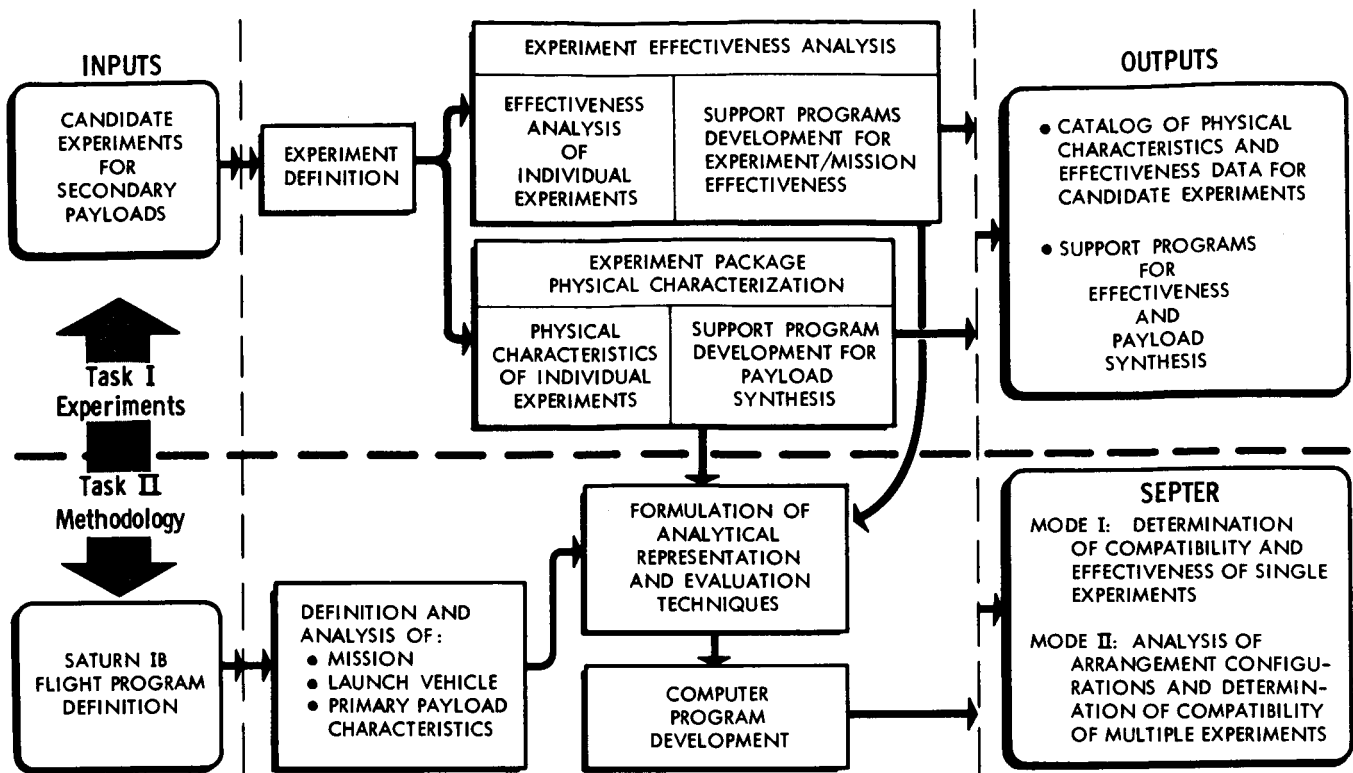 INPUTS
CANDIDATE
EXPERIMENTS
FOR
SECONDARY
PAYLOADS
EXPERIMENT
DEFINITION
EXPERIMENT EFFECTIVENESS ANALYSIS
EFFECTIVENESS
ANALYSIS
OF
INDIVIDUAL
EXPERIMENTS
SUPPORT PROGRAMS
DEVELOPMENT FOR
EXPERIMENT/MISSION
EFFECTIVENESS
EXPERIMENT PACKAGE
PHYSICAL CHARACTERIZATION
PHYSICAL
CHARACTERISTICS
OF INDIVIDUAL
EXPERIMENTS
SUPPORT PROGRAM
DEVELOPMENT FOR
PAYLOAD
SYNTHESIS
OUTPUTS
• CATALOG OF PHYSICAL
CHARACTERISTICS AND
EFFECTIVENESS DATA FOR
CANDIDATE EXPERIMENTS
• SUPPORT PROGRAMS
FOR
EFFECTIVENESS
AND
PAYLOAD
SYNTHESIS
Task I
Experiments
Task II
Methodology
SATURN IB
FLIGHT PROGRAM
DEFINITION
DEFINITION AND
ANALYSIS OF:
• MISSION
• LAUNCH VEHICLE
• PRIMARY PAYLOAD
CHARACTERISTICS
FORMULATION OF
ANALYTICAL
REPRESENTATION
AND EVALUATION
TECHNIQUES
COMPUTER
PROGRAM
DEVELOPMENT
SEPTER
MODE I: DETERMINATION
OF COMPATIBILITY AND
EFFECTIVENESS OF SINGLE
EXPERIMENTS
MODE II: ANALYSIS OF
ARRANGEMENT CONFIGU-
RATIONS AND DETERMIN-
ATION OF COMPATIBILITY
OF MULTIPLE EXPERIMENTS